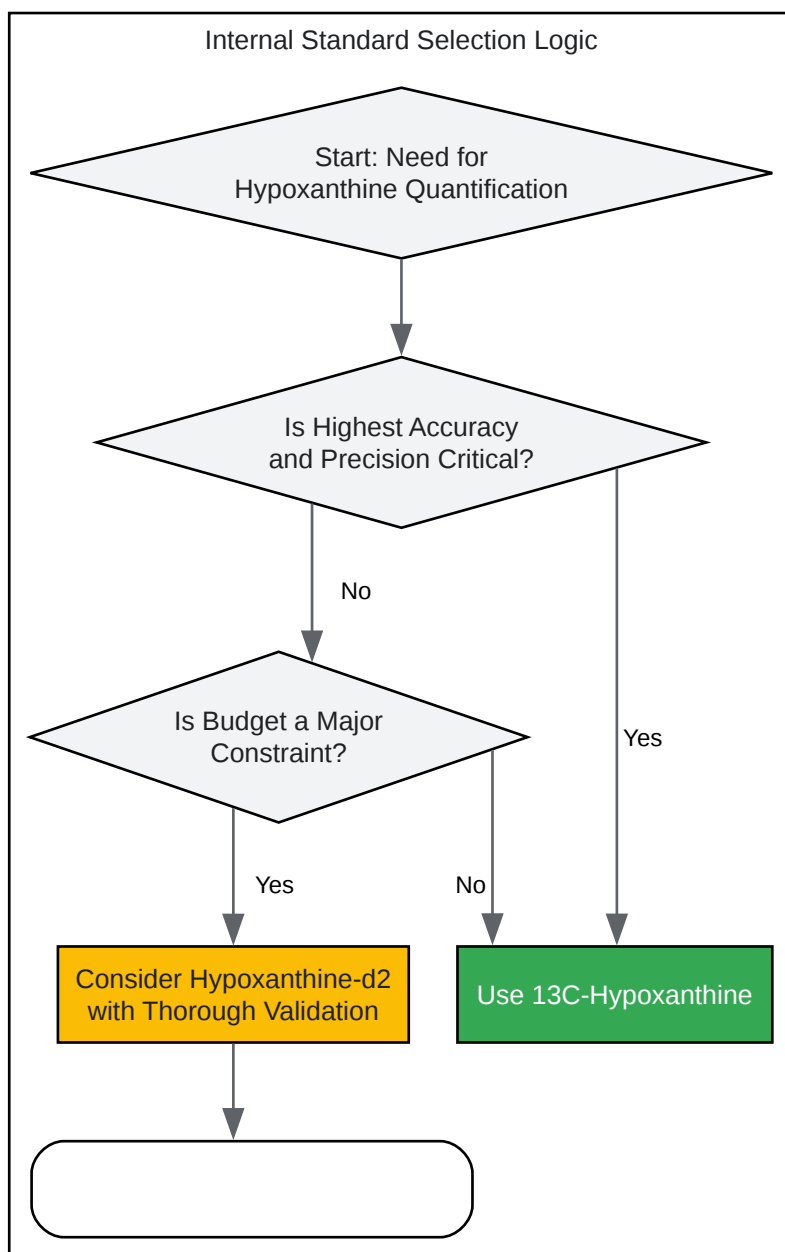 Internal Standard Selection Logic
Start: Need for
Hypoxanthine Quantification
Is Highest Accuracy
and Precision Critical?
No
Is Budget a Major
Constraint?
Yes
Yes
No
Consider Hypoxanthine-d2
with Thorough Validation
Use 13C-Hypoxanthine